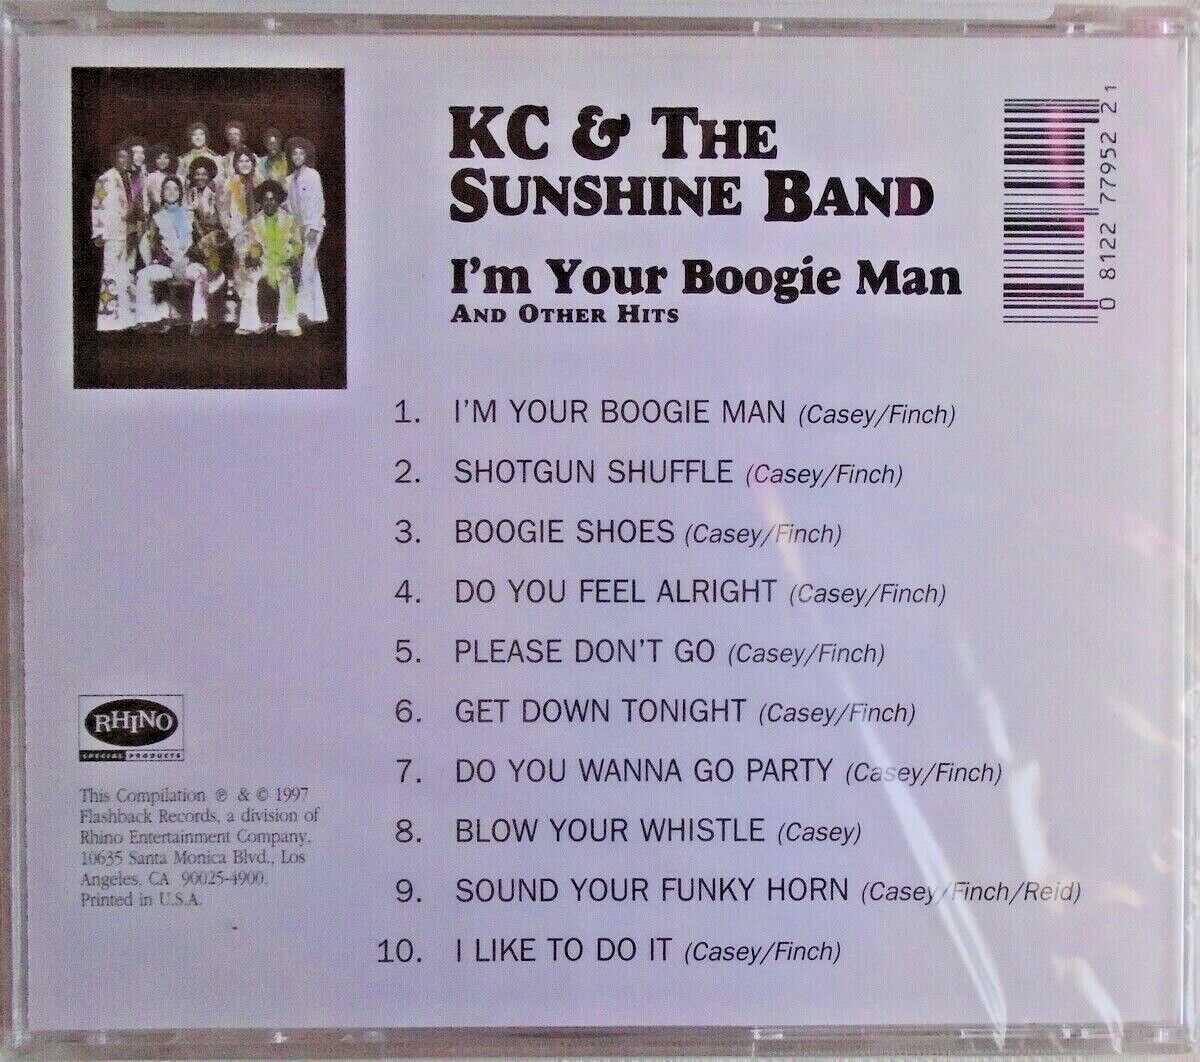 KC & THE
SUNSHINE BAND
I'm Your Boogie Man
AND OTHER HITS
0 8122 77952 2 1
1. I'M YOUR BOOGIE MAN (Casey/Finch)
2. SHOTGUN SHUFFLE (Casey/Finch)
3. BOOGIE SHOES (Casey/Finch)
4. DO YOU FEEL ALRIGHT (Casey/Finch)
5. PLEASE DON'T GO (Casey/Finch)
6. GET DOWN TONIGHT (Casey/Finch)
7. DO YOU WANNA GO PARTY (Casey/Finch)
8. BLOW YOUR WHISTLE (Casey)
9. SOUND YOUR FUNKY HORN (Casey/Finch/Reid)
10. I LIKE TO DO IT (Casey/Finch)
RHINO
SPECIAL PRODUCTS
This Compilation ℗ & © 1997
Flashback Records, a division of
Rhino Entertainment Company,
10635 Santa Monica Blvd., Los
Angeles, CA 90025-4900.
Printed in U.S.A.